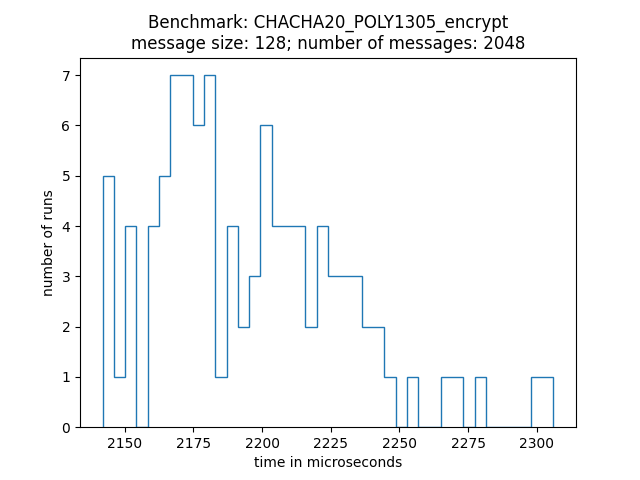 Benchmark: CHACHA20_POLY1305_encrypt
message size: 128; number of messages: 2048
7
6
5
4
3
2
1
0
number of runs
2150 2175 2200 2225 2250 2275 2300
time in microseconds